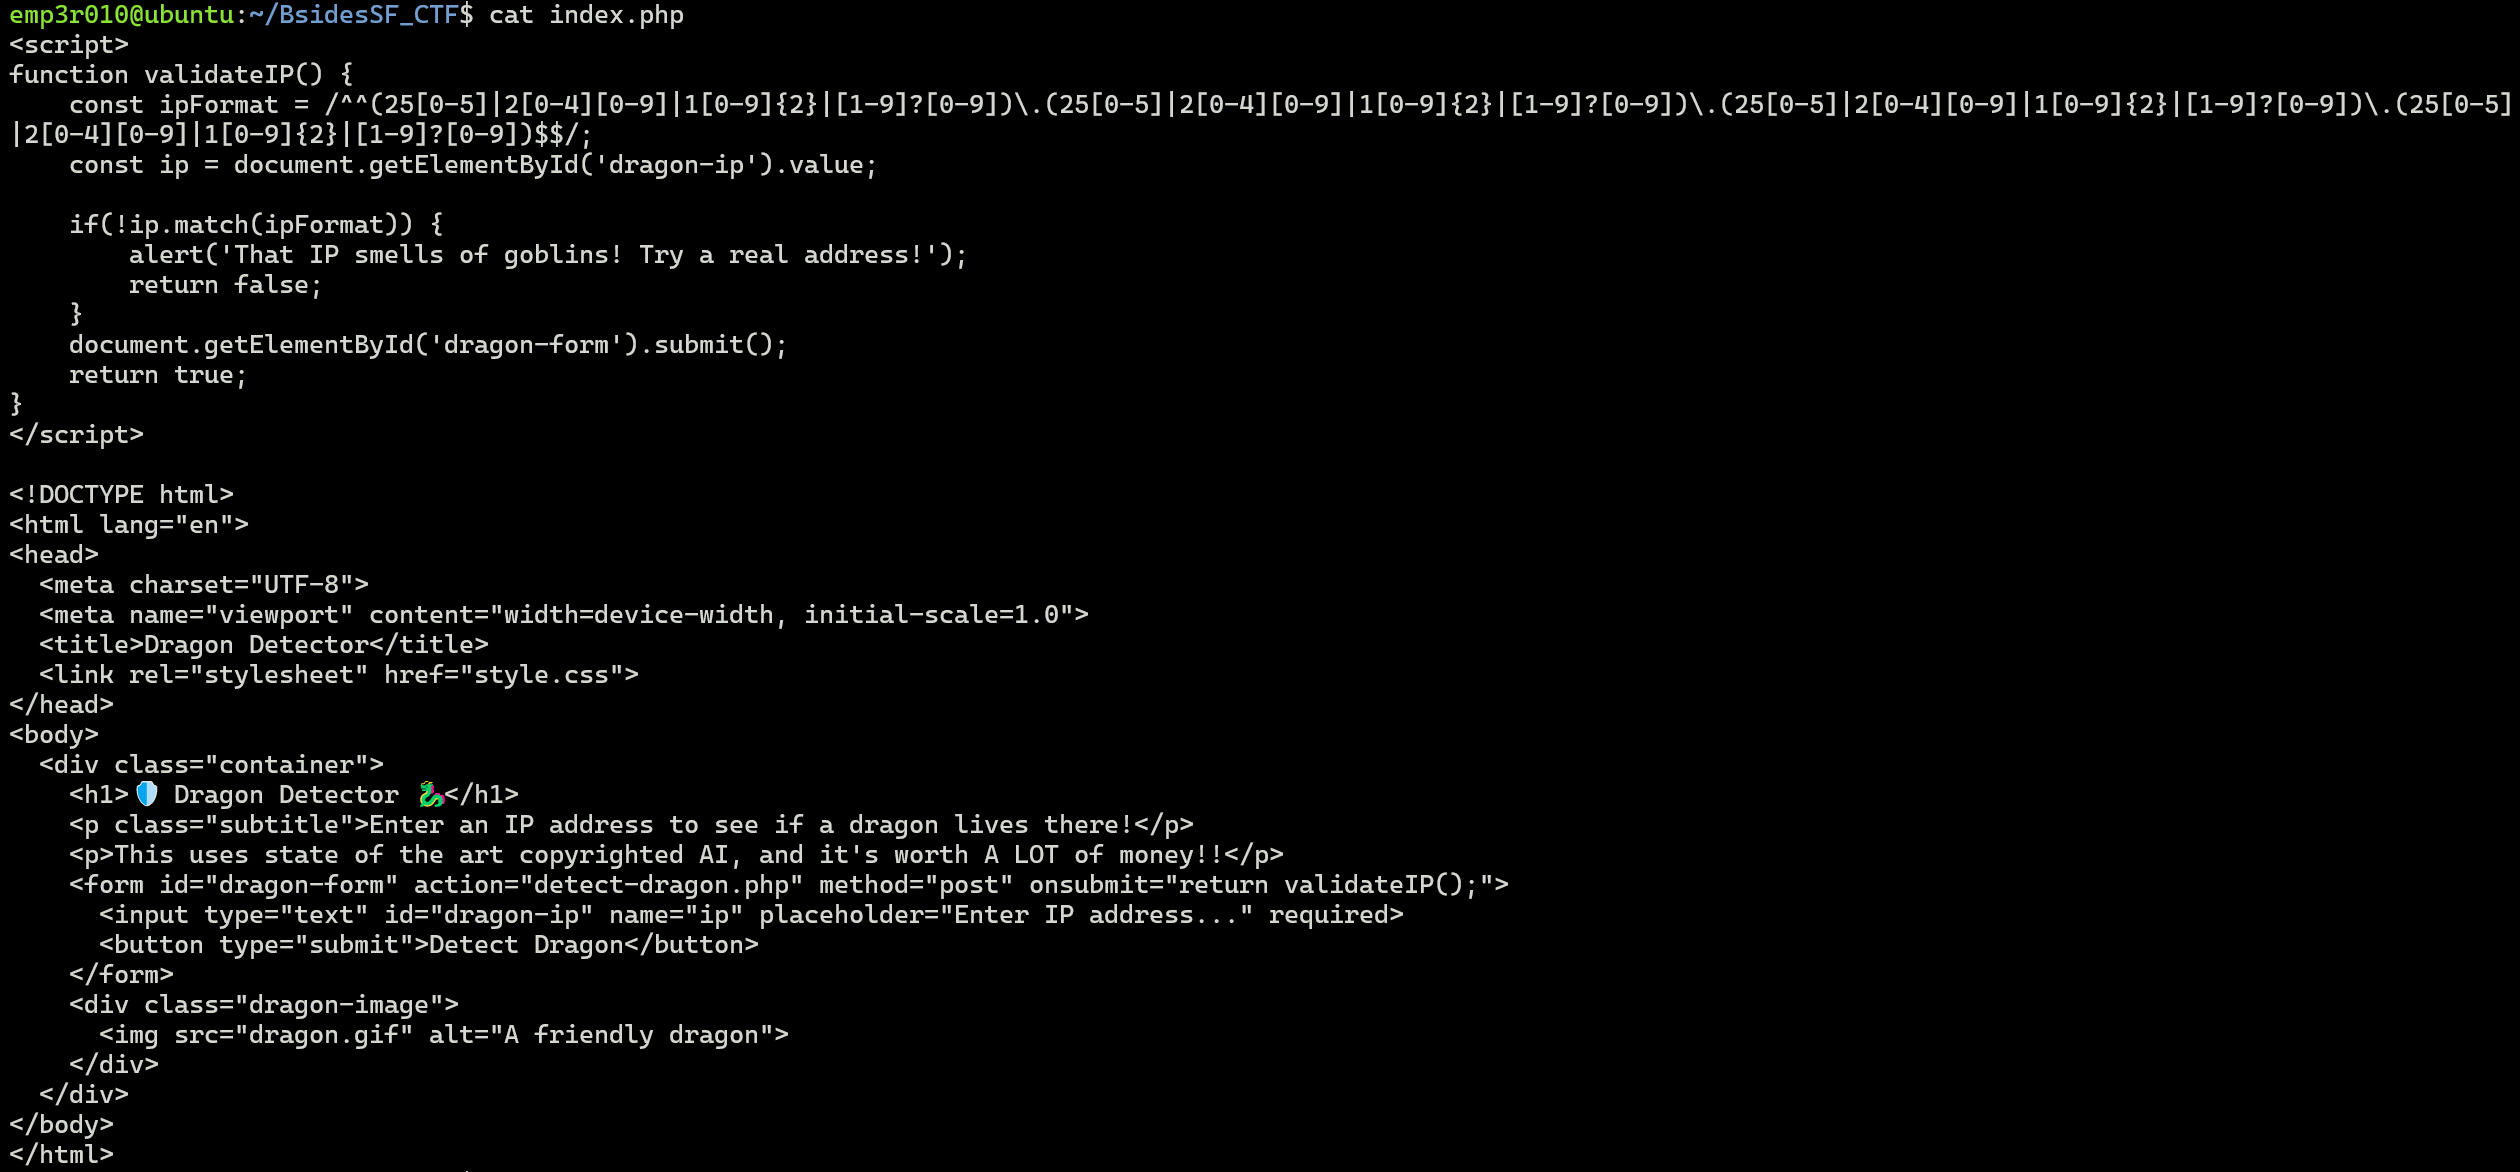 emp3r010@ubuntu:~/BsidesSF_CTF$ cat index.php
<script>
function validateIP() {
    const ipFormat = /^^(25[0-5]|2[0-4][0-9]|1[0-9]{2}|[1-9]?[0-9])\.(25[0-5]|2[0-4][0-9]|1[0-9]{2}|[1-9]?[0-9])\.(25[0-5]|2[0-4][0-9]|1[0-9]{2}|[1-9]?[0-9])\.(25[0-5]
|2[0-4][0-9]|1[0-9]{2}|[1-9]?[0-9])$$/;
    const ip = document.getElementById('dragon-ip').value;

    if(!ip.match(ipFormat)) {
        alert('That IP smells of goblins! Try a real address!');
        return false;
    }
    document.getElementById('dragon-form').submit();
    return true;
}
</script>

<!DOCTYPE html>
<html lang="en">
<head>
  <meta charset="UTF-8">
  <meta name="viewport" content="width=device-width, initial-scale=1.0">
  <title>Dragon Detector</title>
  <link rel="stylesheet" href="style.css">
</head>
<body>
  <div class="container">
    <h1>🛡️ Dragon Detector 🐉</h1>
    <p class="subtitle">Enter an IP address to see if a dragon lives there!</p>
    <p>This uses state of the art copyrighted AI, and it's worth A LOT of money!!</p>
    <form id="dragon-form" action="detect-dragon.php" method="post" onsubmit="return validateIP();">
      <input type="text" id="dragon-ip" name="ip" placeholder="Enter IP address..." required>
      <button type="submit">Detect Dragon</button>
    </form>
    <div class="dragon-image">
      <img src="dragon.gif" alt="A friendly dragon">
    </div>
  </div>
</body>
</html>